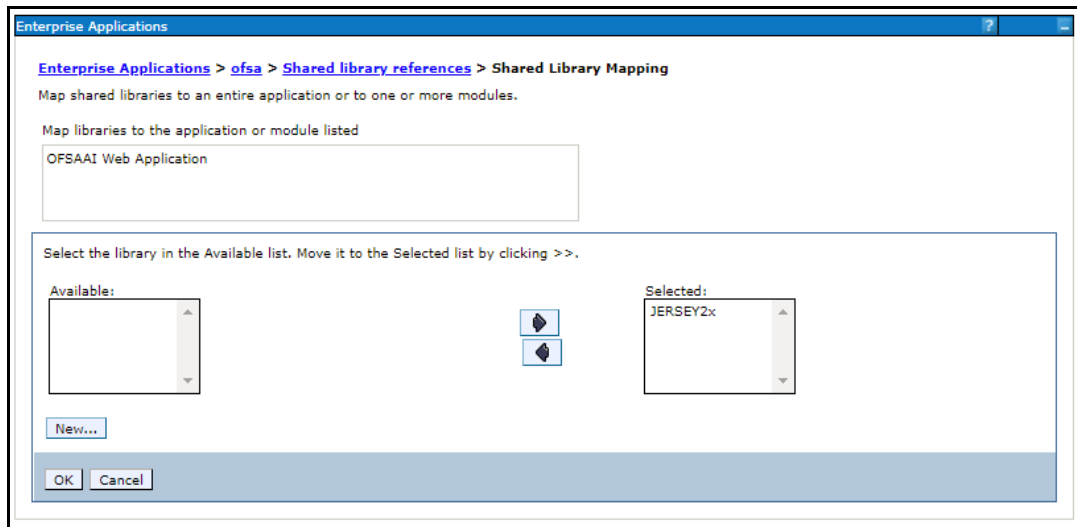 Enterprise Applications ? –
Enterprise Applications > ofsa > Shared library references > Shared Library Mapping
Map shared libraries to an entire application or to one or more modules.
Map libraries to the application or module listed
OFSAAI Web Application
Select the library in the Available list. Move it to the Selected list by clicking >>.
Available: Selected:
JERSEY2x
New...
OK Cancel